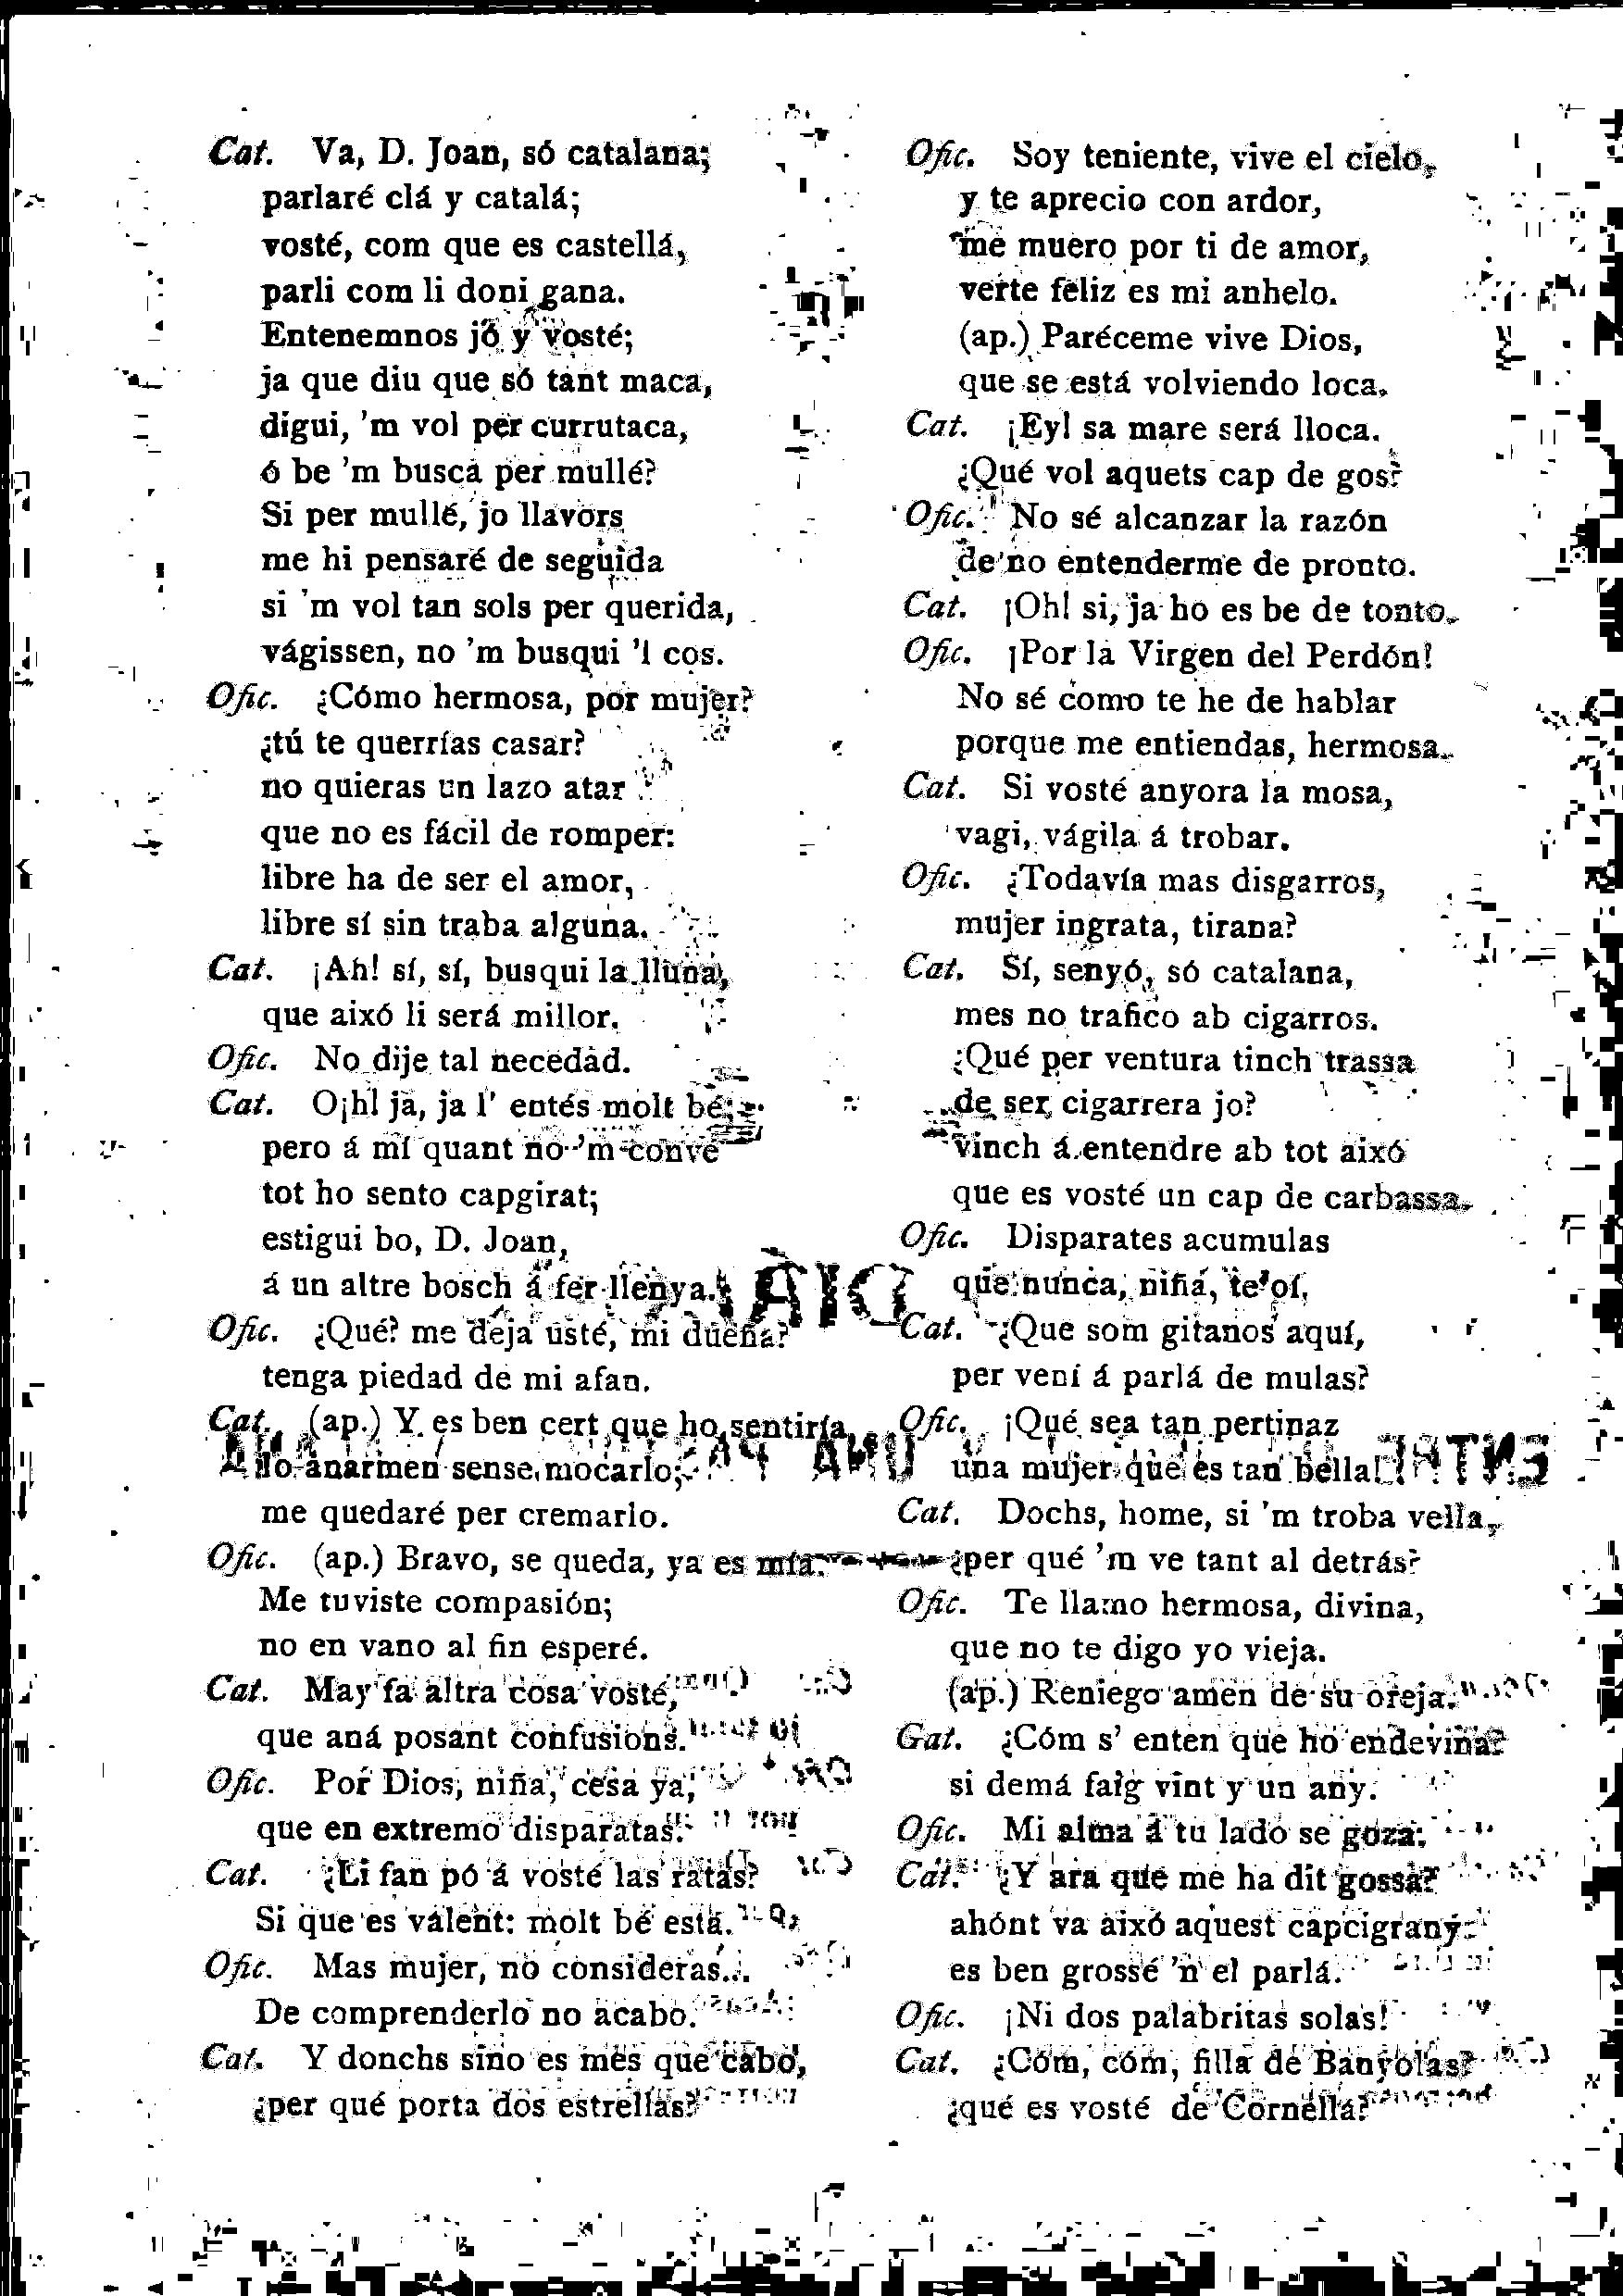 Cat. Va, D. Joan, só catalana;
parlaré clá y catalá;
vosté, com que es castellá,
parli com li doni gana.
Entenemnos jó y vosté;
ja que diu que só tant maca,
digui, 'm vol per currutaca,
ó be 'm busca per mullé?
Si per mullé, jo llavors
me hi pensaré de seguida
si 'm vol tan sols per querida,
vágissen, no 'm busqui 'l cos.
Ofic. ¿Cómo hermosa, por mujer?
¿tú te querrías casar?
no quieras un lazo atar
que no es fácil de romper:
libre ha de ser el amor,
libre sí sin traba alguna.
Cat. ¡Ah! sí, sí, busqui la lluna,
que aixó li será millor.
Ofic. No dije tal necedad.
Cat. O¡h! ja, ja l' entés molt bé;
pero á mí quant no 'm convé
tot ho sento capgirat;
estigui bo, D. Joan,
á un altre bosch á fer llenya.
Ofic. ¿Qué? me deja usté, mi dueña?
tenga piedad de mi afan.
Cat. (ap.) Y es ben cert que ho sentiría
no anarmen sense mocarlo;
me quedaré per cremarlo.
Ofic. (ap.) Bravo, se queda, ya es mía.
Me tuviste compasión;
no en vano al fin esperé.
Cat. May fa altra cosa vosté,
que aná posant confusions.
Ofic. Por Dios, niña, cesa ya,
que en extremo disparatas.
Cat. ¿Li fan pó á vosté las ratas?
Si que es valent: molt bé está.
Ofic. Mas mujer, no consideras...
De comprenderlo no acabo.
Cat. Y donchs sino es mes que cabo,
¿per qué porta dos estrellas?
Ofic. Soy teniente, vive el cielo,
y te aprecio con ardor,
me muero por ti de amor,
verte feliz es mi anhelo.
(ap.) Paréceme vive Dios,
que se está volviendo loca.
Cat. ¡Ey! sa mare será lloca.
¿Qué vol aquets cap de gos?
Ofic. No sé alcanzar la razón
de no entenderme de pronto.
Cat. ¡Oh! si, ja ho es be de tonto.
Ofic. ¡Por la Virgen del Perdón!
No sé como te he de hablar
porque me entiendas, hermosa.
Cat. Si vosté anyora la mosa,
vagi, vágila á trobar.
Ofic. ¿Todavía mas disgarros,
mujer ingrata, tirana?
Cat. Sí, senyó, só catalana,
mes no trafico ab cigarros.
¿Qué per ventura tinch trassa
de ser cigarrera jo?
vinch á entendre ab tot aixó
que es vosté un cap de carbassa.
Ofic. Disparates acumulas
que nunca, niña, te oí.
Cat. ¿Que som gitanos aquí,
per vení á parlá de mulas?
Ofic. ¡Qué sea tan pertinaz
una mujer que es tan bella!
Cat. Dochs, home, si 'm troba vella,
¿per qué 'm ve tant al detrás?
Ofic. Te llamo hermosa, divina,
que no te digo yo vieja.
(ap.) Reniego amen de su oreja.
Gat. ¿Cóm s' enten que ho endevina?
si demá faig vint y un any.
Ofic. Mi alma á tu lado se goza.
Cat. ¿Y ara que me ha dit gossa?
ahónt va aixó aquest capcigrany:
es ben grossé 'n el parlá.
Ofic. ¡Ni dos palabritas solas!
Cat. ¿Cóm, cóm, filla de Banyolas?
¿qué es vosté de Cornellá?